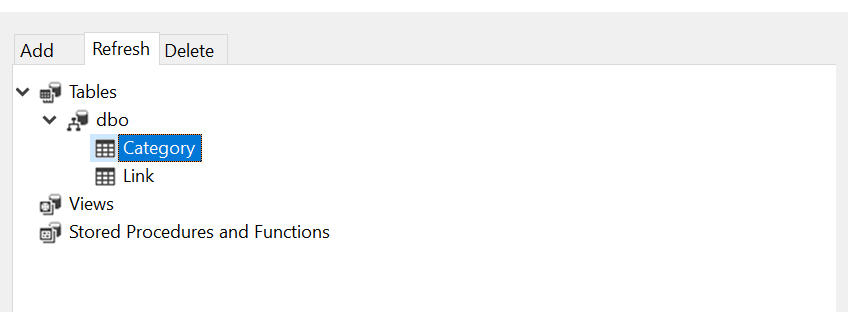 Add Refresh Delete
Tables
dbo
Category
Link
Views
Stored Procedures and Functions